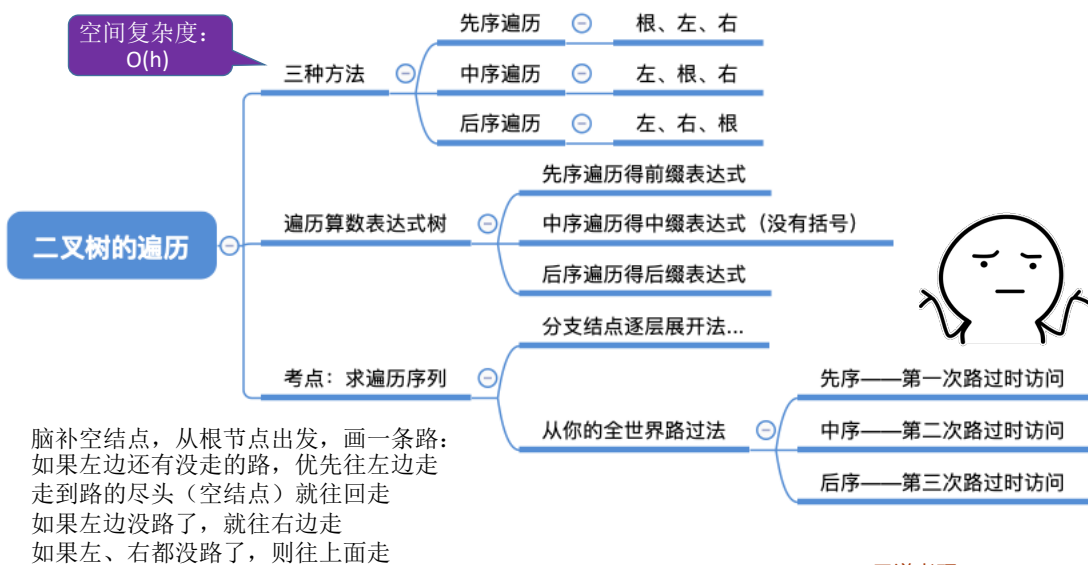 空间复杂度：
O(h)
先序遍历
根、左、右
三种方法
中序遍历
左、根、右
后序遍历
左、右、根
先序遍历得前缀表达式
遍历算数表达式树
中序遍历得中缀表达式（没有括号）
二叉树的遍历
后序遍历得后缀表达式
分支结点逐层展开法...
考点：求遍历序列
先序——第一次路过时访问
从你的全世界路过法
中序——第二次路过时访问
后序——第三次路过时访问
脑补空结点，从根节点出发，画一条路：
如果左边还有没走的路，优先往左边走
走到路的尽头（空结点）就往回走
如果左边没路了，就往右边走
如果左、右都没路了，则往上面走